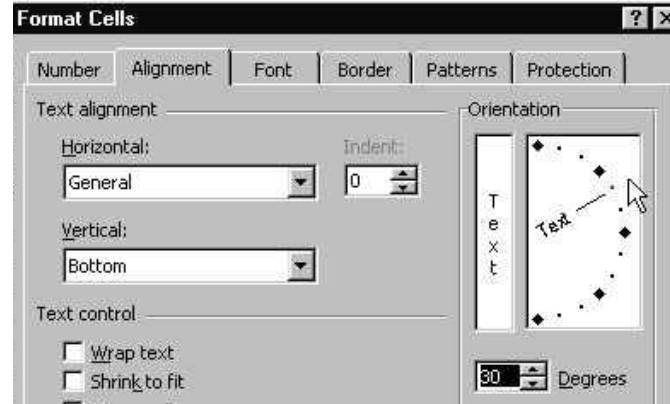 Format Cells
Number Alignment Font Border Patterns Protection
Text alignment
Horizontal:
Indent:
General
0
Vertical:
Bottom
Text control
Wrap text
Shrink to fit
Orientation
T
e
x
t
Text
30 Degrees